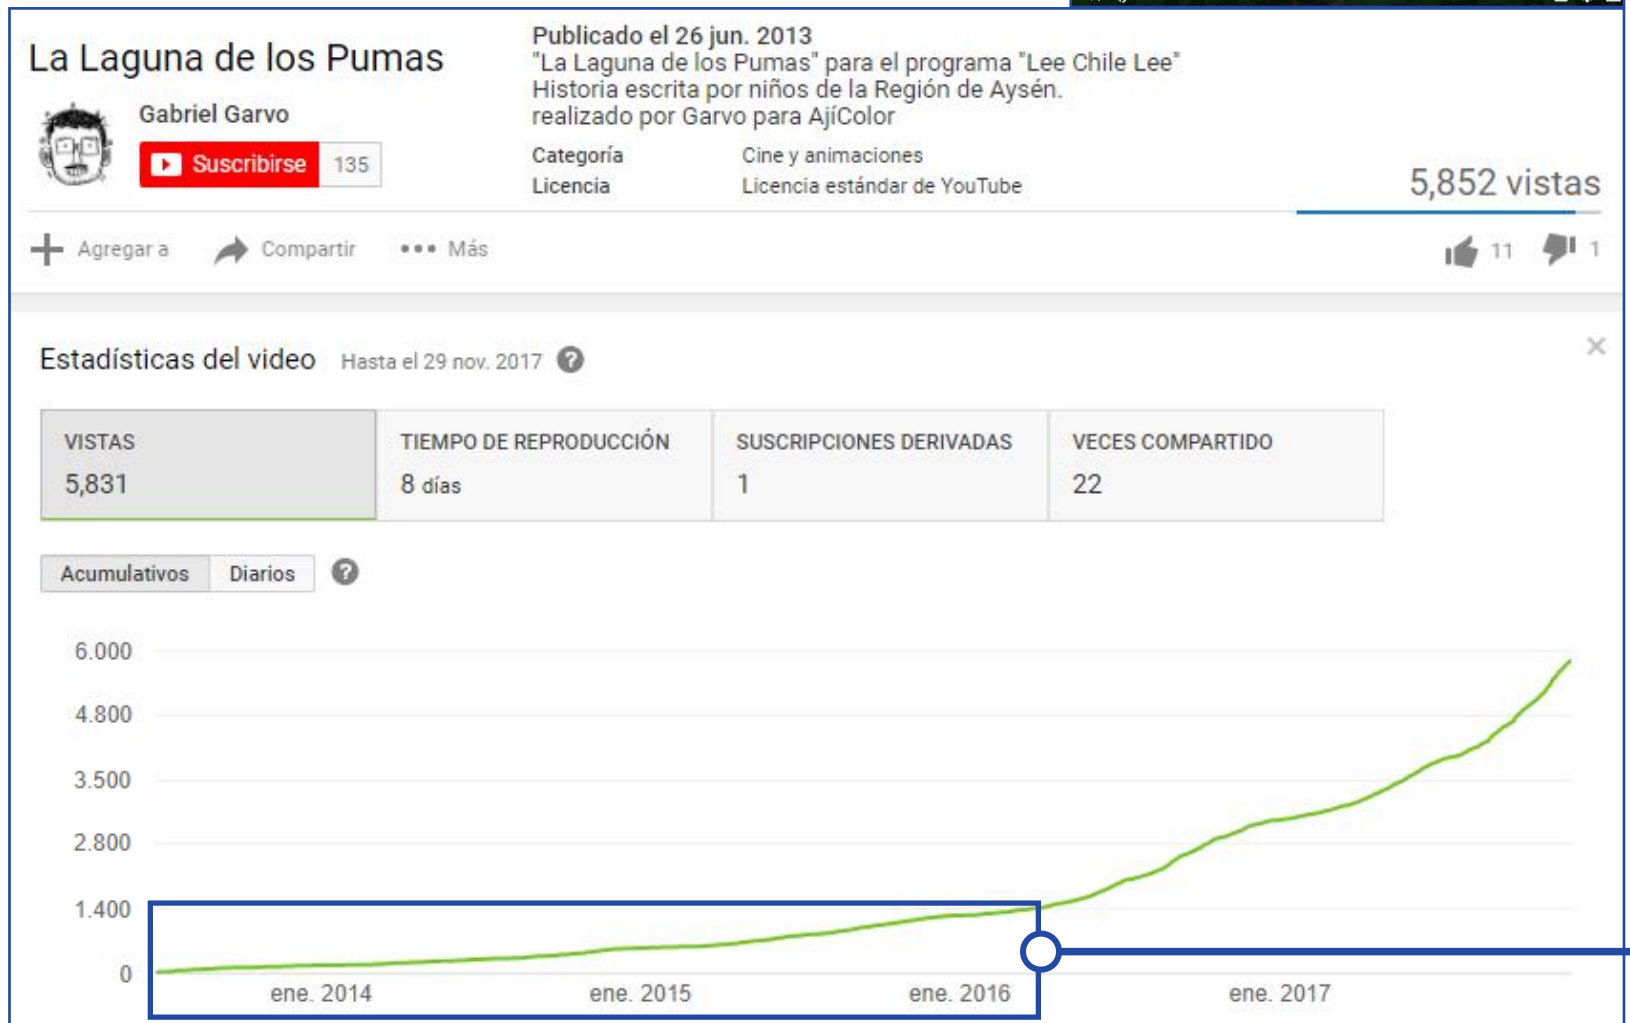 La Laguna de los Pumas
Gabriel Garvo
Suscribirse 135
Publicado el 26 jun. 2013
"La Laguna de los Pumas" para el programa "Lee Chile Lee"
Historia escrita por niños de la Región de Aysén.
realizado por Garvo para AjíColor
Categoría Cine y animaciones
Licencia Licencia estándar de YouTube
5,852 vistas
Agregar a Compartir Más
11 1
Estadísticas del video Hasta el 29 nov. 2017 ?
VISTAS TIEMPO DE REPRODUCCIÓN SUSCRIPCIONES DERIVADAS VECES COMPARTIDO
5,831 8 días 1 22
Acumulativos Diarios ?
6.000
4.800
3.500
2.800
1.400
0
ene. 2014 ene. 2015 ene. 2016 ene. 2017